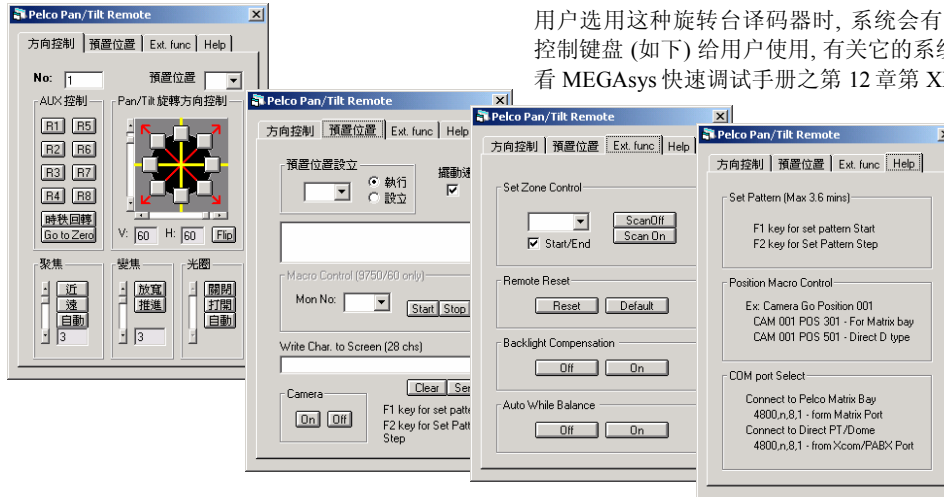 用户选用这种旋转台译码器时, 系统会有
控制键盘 (如下) 给用户使用, 有关它的系统
看 MEGAsys 快速调试手册之第 12 章第 X
Pelco Pan/Tilt Remote
方向控制 預置位置 Ext. func Help
No: 1 預置位置
AUX 控制
R1 R5
R2 R6
R3 R7
R4 R8
時秩回轉
Go to Zero
Pan/Tilt 旋轉方向控制
V: 60 H: 60 Flip
聚焦
近
遠
自動
3
變焦
放寬
推進
3
光圈
關閉
打開
自動
Pelco Pan/Tilt Remote
方向控制 預置位置 Ext. func Help
預置位置設立
執行
設立
擺動速
Macro Control (9750/60 only)
Mon No: Start Stop
Write Char. to Screen (28 chs)
Clear Ser
Camera
On Off
F1 key for set patte
F2 key for Set Patt
Step
Pelco Pan/Tilt Remote
方向控制 預置位置 Ext. func Help
Set Zone Control
ScanOff
Start/End Scan On
Remote Reset
Reset Default
Backlight Compensation
Off On
Auto While Balance
Off On
Pelco Pan/Tilt Remote
方向控制 預置位置 Ext. func Help
Set Pattern (Max 3.6 mins)
F1 key for set pattern Start
F2 key for Set Pattern Step
Position Macro Control
Ex: Camera Go Position 001
CAM 001 POS 301 - For Matrix bay
CAM 001 POS 501 - Direct D type
COM port Select
Connect to Pelco Matrix Bay
4800,n,8,1 - form Matrix Port
Connect to Direct PT/Dome
4800,n,8,1 - from Xcom/PABX Port